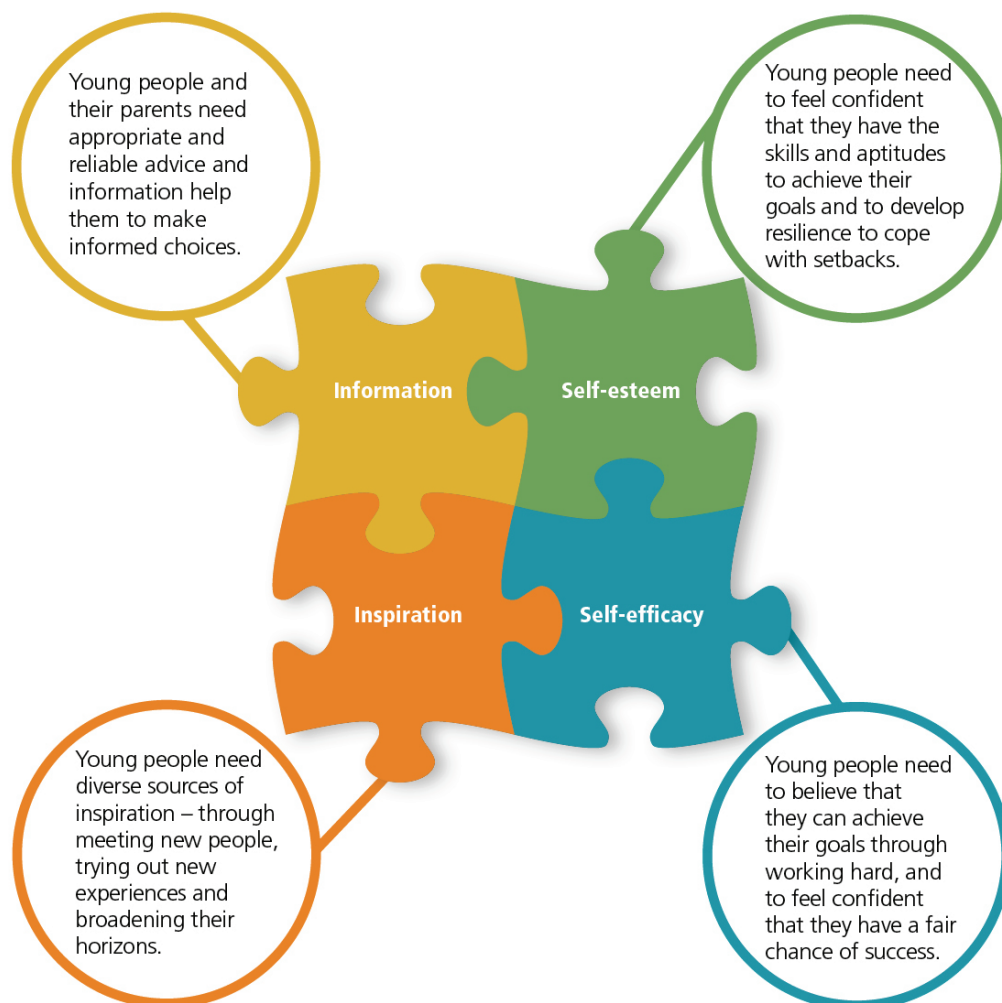 Young people and
their parents need
appropriate and
reliable advice and
information help
them to make
informed choices.
Young people need
to feel confident
that they have the
skills and aptitudes
to achieve their
goals and to develop
resilience to cope
with setbacks.
Information
Self-esteem
Inspiration
Self-efficacy
Young people need
diverse sources of
inspiration – through
meeting new people,
trying out new
experiences and
broadening their
horizons.
Young people need
to believe that
they can achieve
their goals through
working hard, and
to feel confident
that they have a fair
chance of success.